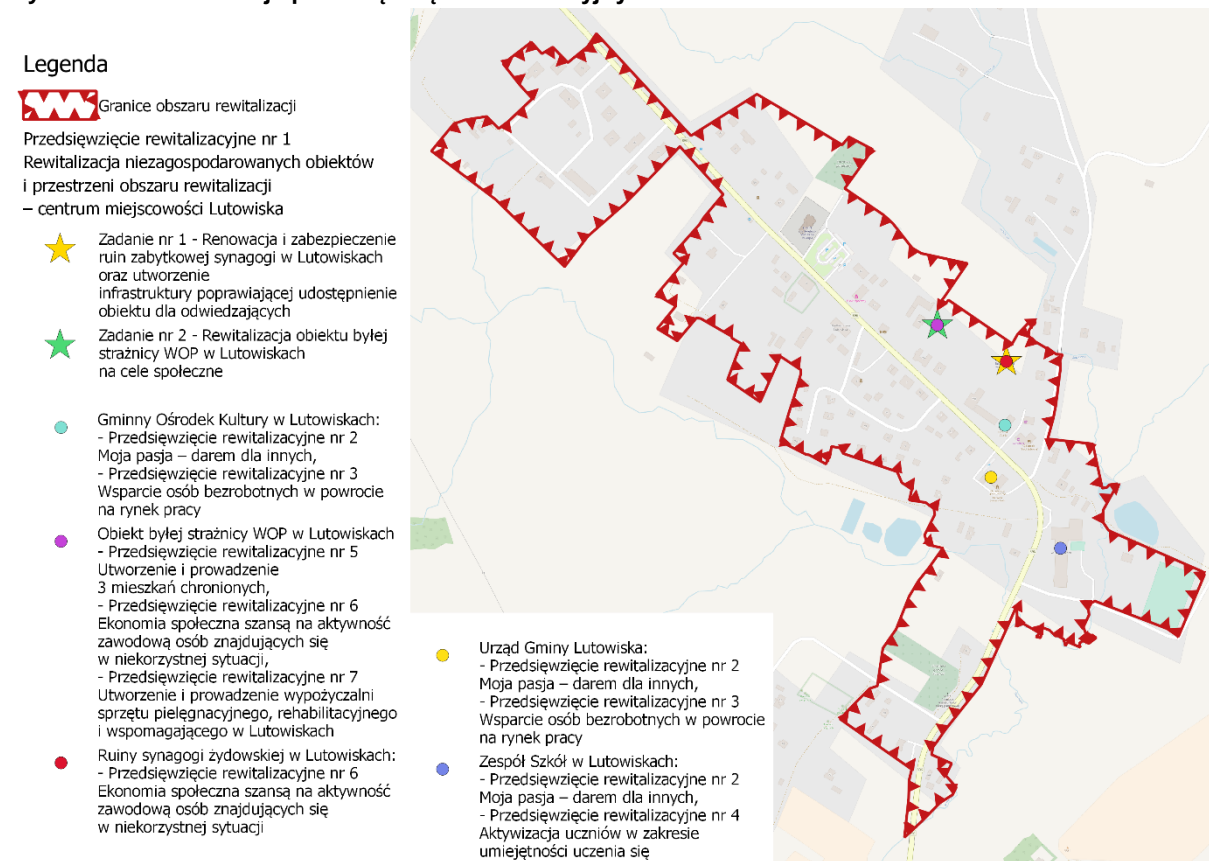 Legenda
Granice obszaru rewitalizacji
Przedsięwzięcie rewitalizacyjne nr 1
Rewitalizacja niezagospodarowanych obiektów
i przestrzeni obszaru rewitalizacji
– centrum miejscowości Lutowiska
Zadanie nr 1 - Renowacja i zabezpieczenie
ruin zabytkowej synagogi w Lutowiskach
oraz utworzenie
infrastruktury poprawiającej udostępnienie
obiektu dla odwiedzających
Zadanie nr 2 - Rewitalizacja obiektu byłej
strażnicy WOP w Lutowiskach
na cele społeczne
Gminny Ośrodek Kultury w Lutowiskach:
- Przedsięwzięcie rewitalizacyjne nr 2
Moja pasja – darem dla innych,
- Przedsięwzięcie rewitalizacyjne nr 3
Wsparcie osób bezrobotnych w powrocie
na rynek pracy
Obiekt byłej strażnicy WOP w Lutowiskach
- Przedsięwzięcie rewitalizacyjne nr 5
Utworzenie i prowadzenie
3 mieszkań chronionych,
- Przedsięwzięcie rewitalizacyjne nr 6
Ekonomia społeczna szansą na aktywność
zawodową osób znajdujących się
w niekorzystnej sytuacji,
- Przedsięwzięcie rewitalizacyjne nr 7
Utworzenie i prowadzenie wypożyczalni
sprzętu pielęgnacyjnego, rehabilitacyjnego
i wspomagającego w Lutowiskach
Ruiny synagogi żydowskiej w Lutowiskach:
- Przedsięwzięcie rewitalizacyjne nr 6
Ekonomia społeczna szansą na aktywność
zawodową osób znajdujących się
w niekorzystnej sytuacji
Urząd Gminy Lutowiska:
- Przedsięwzięcie rewitalizacyjne nr 2
Moja pasja – darem dla innych,
- Przedsięwzięcie rewitalizacyjne nr 3
Wsparcie osób bezrobotnych w powrocie
na rynek pracy
Zespół Szkół w Lutowiskach:
- Przedsięwzięcie rewitalizacyjne nr 2
Moja pasja – darem dla innych,
- Przedsięwzięcie rewitalizacyjne nr 4
Aktywizacja uczniów w zakresie
umiejętności uczenia się